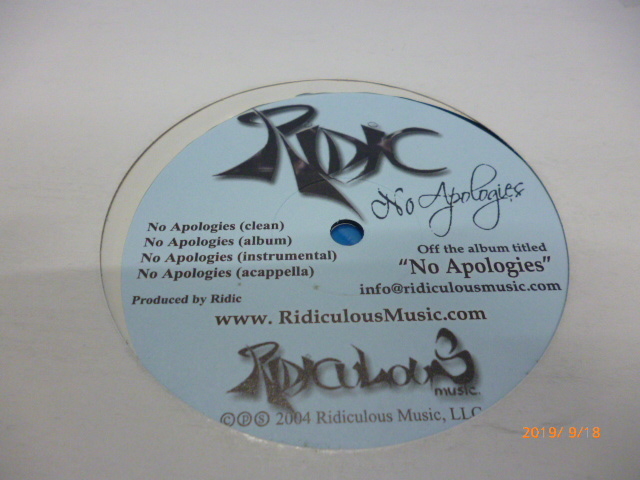 RiDiC
No Apologies
No Apologies (clean)
No Apologies (album)
No Apologies (instrumental)
No Apologies (acappella)
Off the album titled
“No Apologies”
Produced by Ridic
info@ridiculousmusic.com
www. RidiculousMusic.com
RiDiCULOUS
music
©℗Ⓢ 2004 Ridiculous Music, LLC
2019/ 9/18